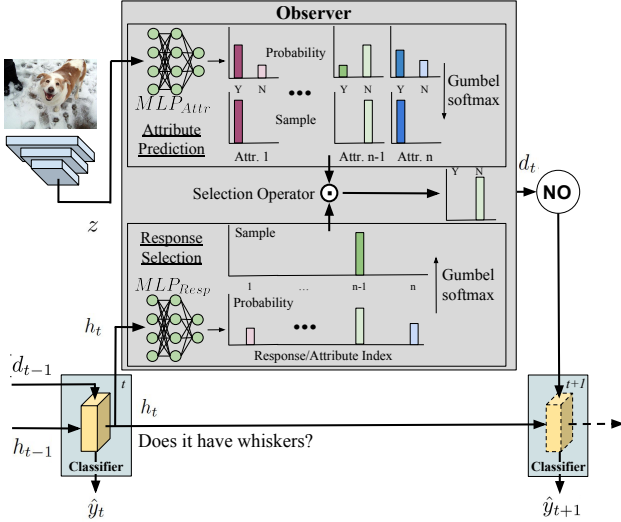 Observer
Probability
Y N
Y N
Y N
MLP_Attr
Gumbel
softmax
Attribute
Prediction
Sample
Attr. 1
Attr. n-1
Attr. n
z
Selection Operator
Y N
d_t
NO
Response
Selection
Sample
1
...
n-1
n
MLP_Resp
Gumbel
softmax
Probability
Response/Attribute Index
h_t
d_{t-1}
t
t+1
h_t
h_{t-1}
Does it have whiskers?
Classifier
Classifier
ŷ_t
ŷ_{t+1}